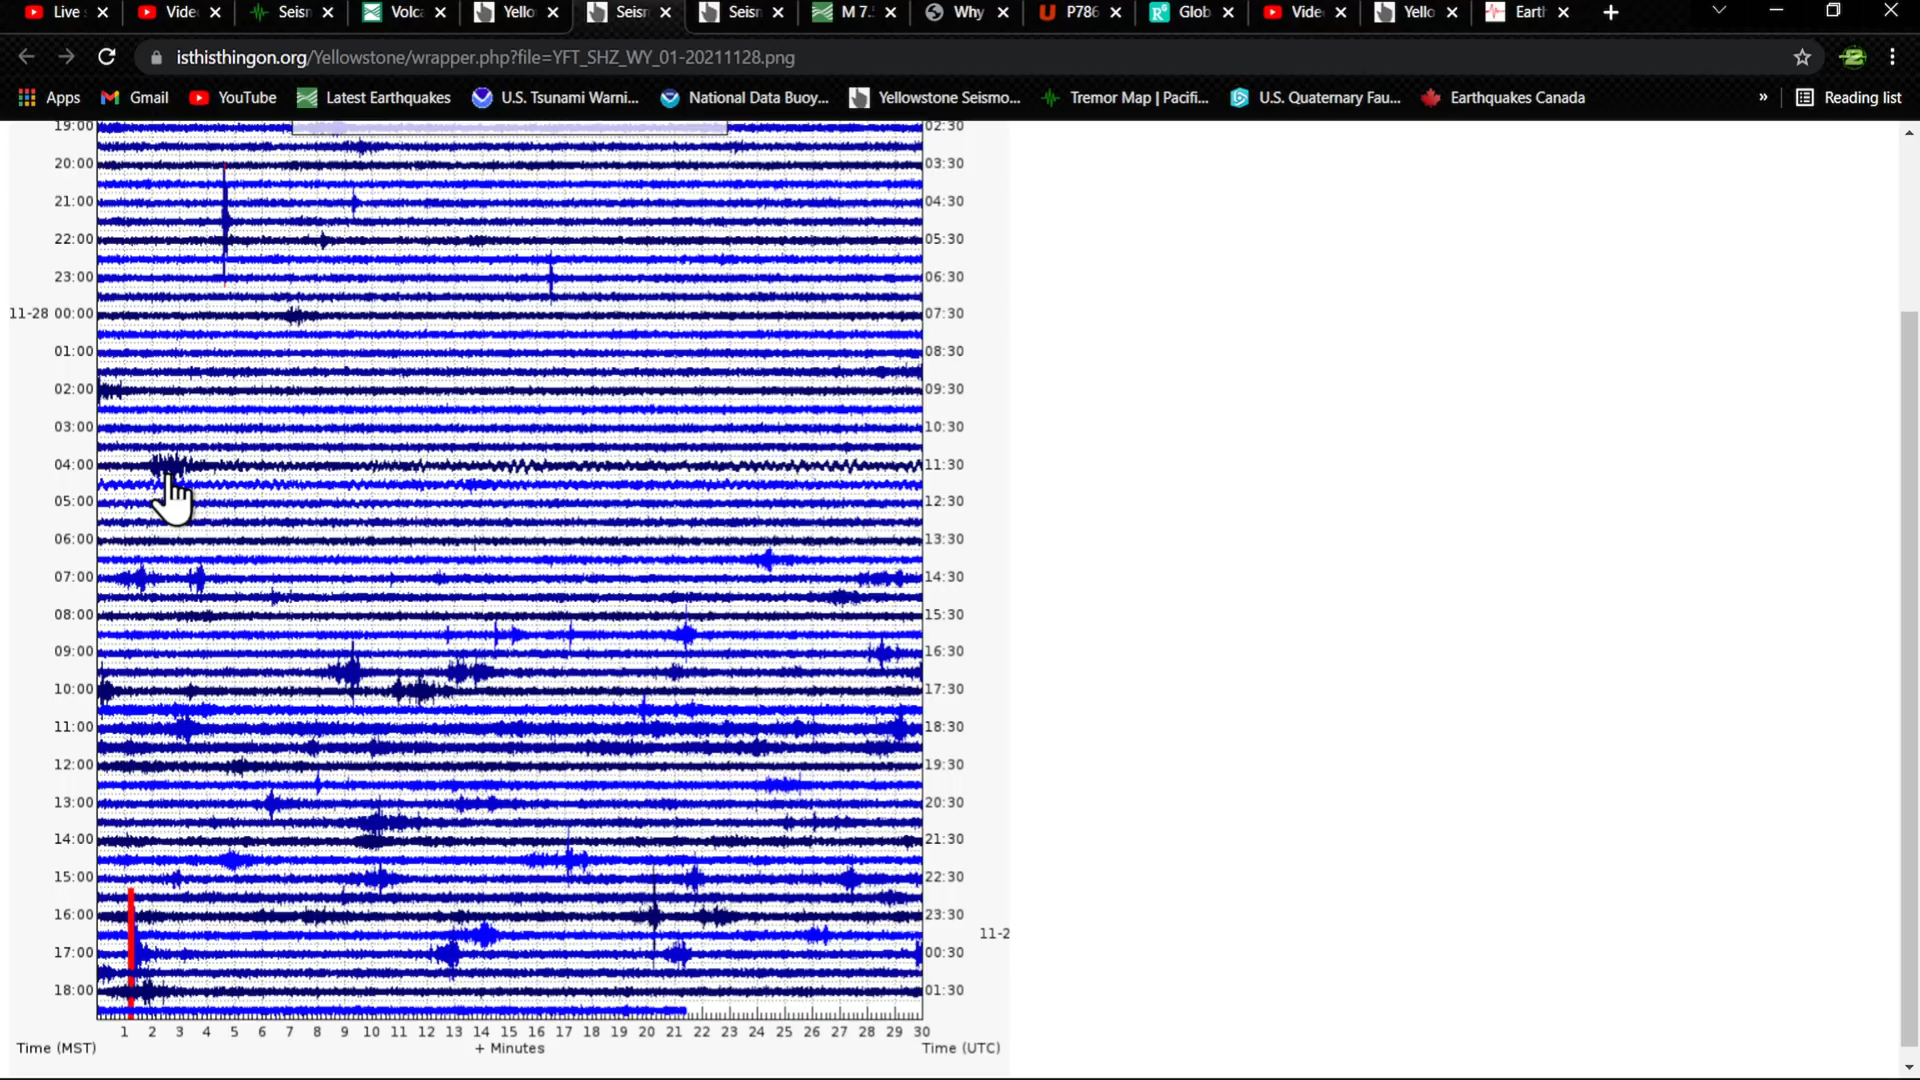 Live
Vide
Seisn
Volca
Yello
Seisn
Seisn
M 7.
Why
P786
Glob
Vide
Yello
Earth
isthisthingon.org/Yellowstone/wrapper.php?file=YFT_SHZ_WY_01-20211128.png
Apps Gmail YouTube Latest Earthquakes U.S. Tsunami Warni... National Data Buoy... Yellowstone Seismo... Tremor Map | Pacifi... U.S. Quaternary Fau... Earthquakes Canada » Reading list
19:00 02:30
20:00 03:30
21:00 04:30
22:00 05:30
23:00 06:30
11-28 00:00 07:30
01:00 08:30
02:00 09:30
03:00 10:30
04:00 11:30
05:00 12:30
06:00 13:30
07:00 14:30
08:00 15:30
09:00 16:30
10:00 17:30
11:00 18:30
12:00 19:30
13:00 20:30
14:00 21:30
15:00 22:30
16:00 23:30
11-2
17:00 00:30
18:00 01:30
1 2 3 4 5 6 7 8 9 10 11 12 13 14 15 16 17 18 19 20 21 22 23 24 25 26 27 28 29 30
Time (MST) + Minutes Time (UTC)